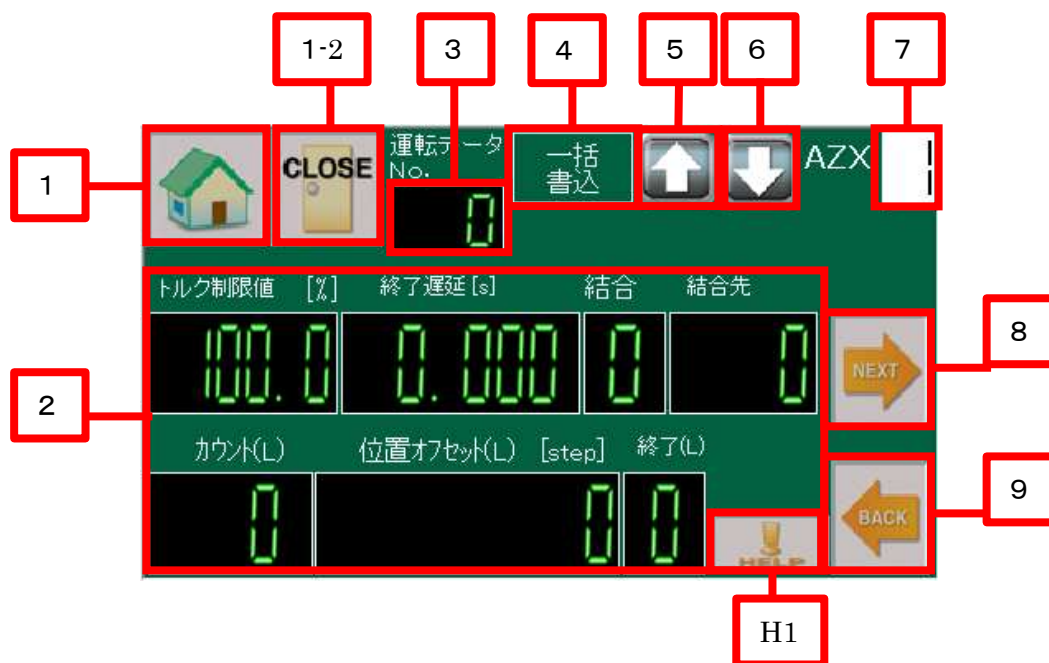 1-2
3
4
5
6
7
1
CLOSE
運転データ
No.
0
一括
書込
AZX
トルク制限値 [%]
終了遅延[s]
結合
結合先
100.0
0.000
0
0
NEXT
8
2
カウント(L)
位置オフセット(L) [step]
終了(L)
0
0
0
HELP
BACK
9
H1